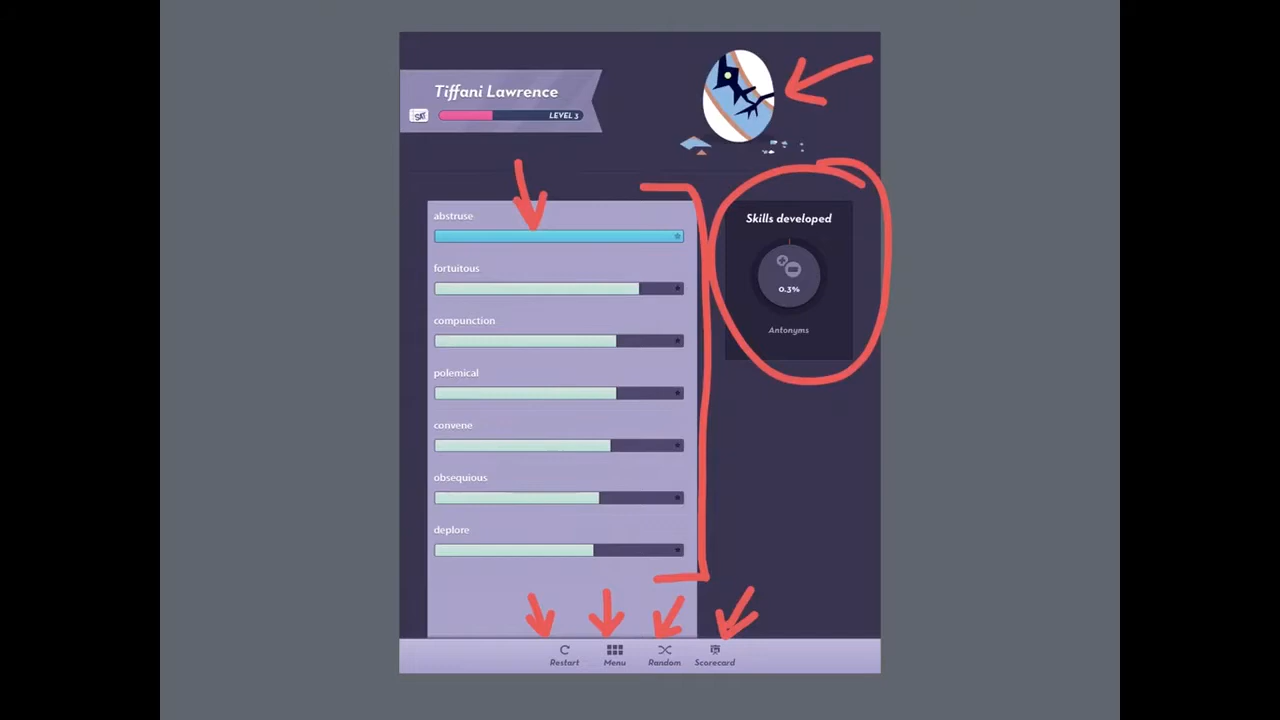 Tiffani Lawrence
SAT
LEVEL 3
abstruse
fortuitous
compunction
polemical
convene
obsequious
deplore
Skills developed
0.3%
Antonyms
Restart
Menu
Random
Scorecard